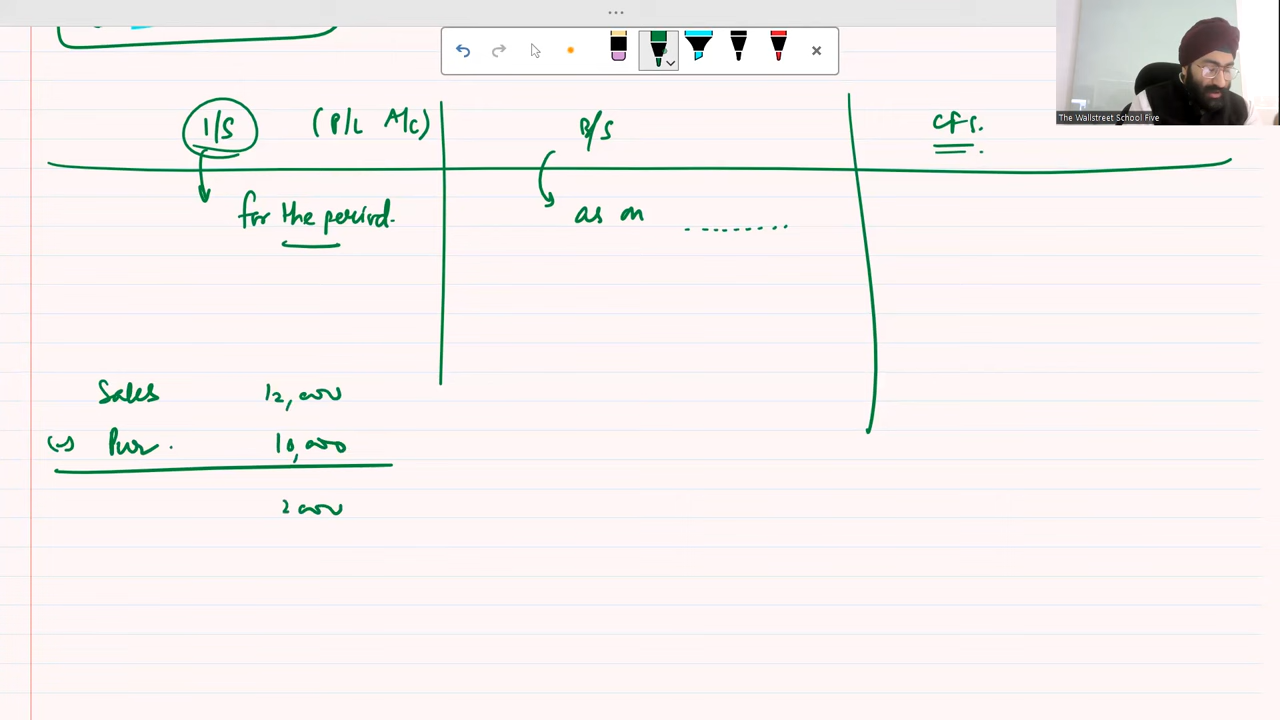 I/S (P/L A/C) B/S CFS.
The Wallstreet School Five
for the period. as on ..........
Sales 12,000
(-) Pur. 10,000
2000